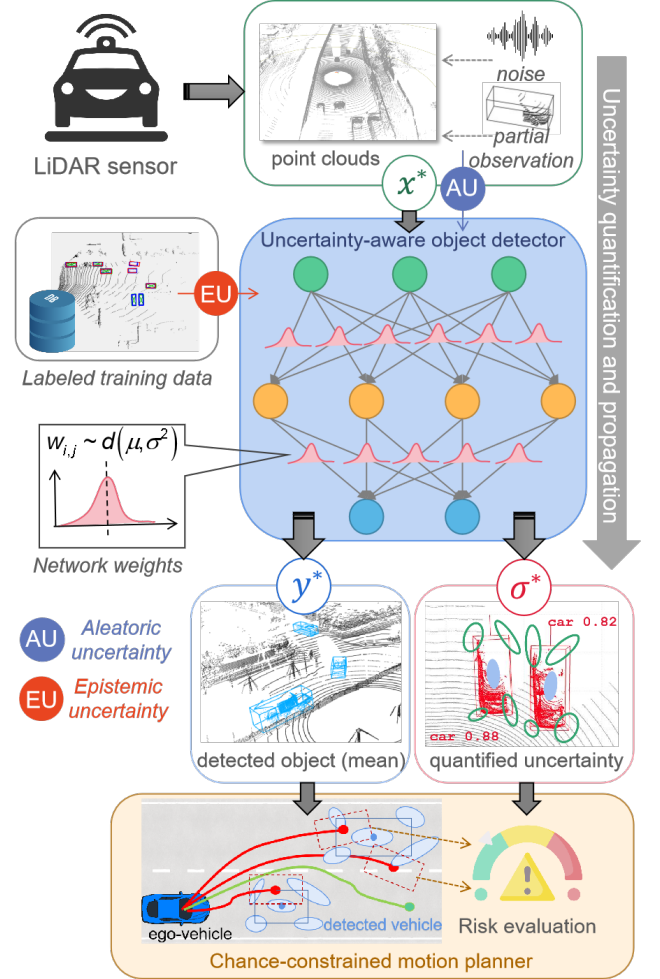 LiDAR sensor
point clouds
noise
partial
observation
x*
AU
Uncertainty quantification and propagation
Uncertainty-aware object detector
DB
EU
Labeled training data
w i,j ~ d(μ,σ²)
Network weights
y*
σ*
AU
Aleatoric
uncertainty
EU
Epistemic
uncertainty
car 0.82
car 0.88
detected object (mean)
quantified uncertainty
ego-vehicle
detected vehicle
Risk evaluation
Chance-constrained motion planner